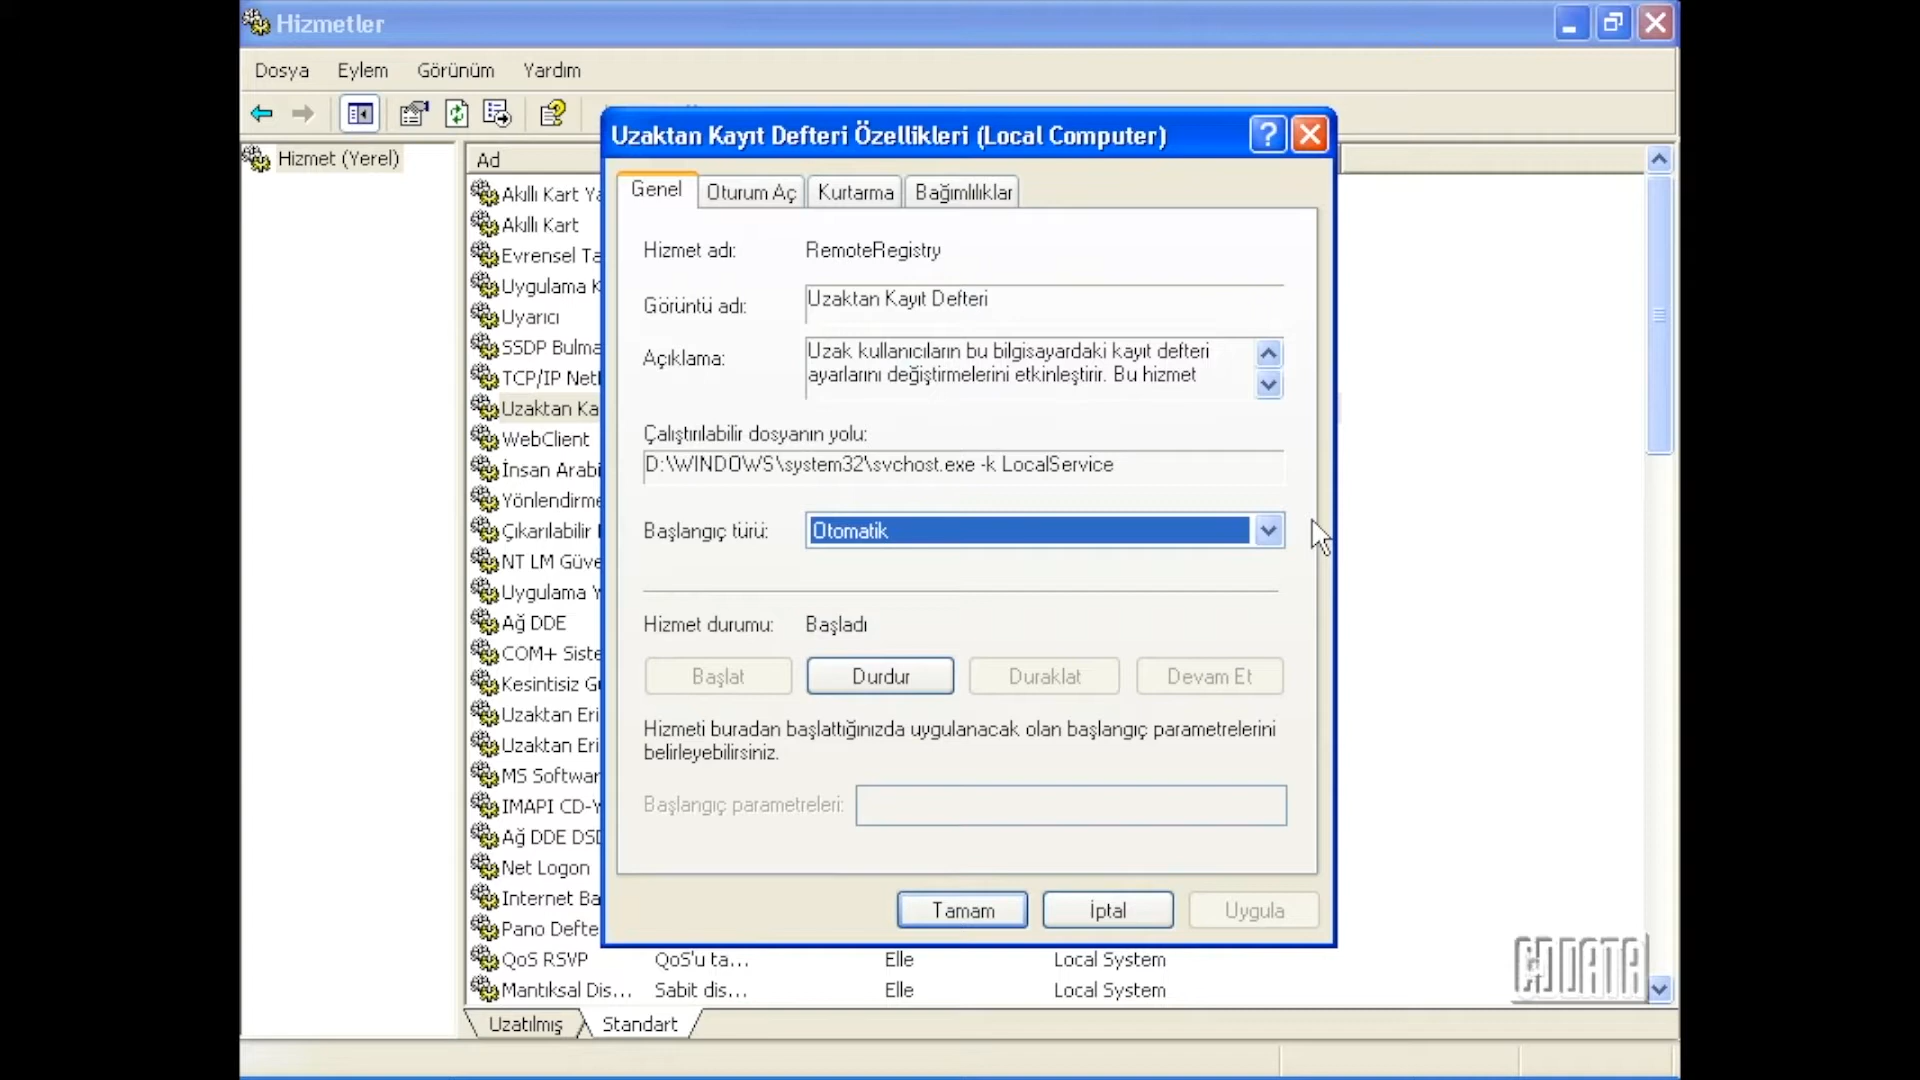 Hizmetler
Dosya Eylem Görünüm Yardım
Hizmet (Yerel)
Ad
Akıllı Kart Ya
Akıllı Kart
Evrensel Ta
Uygulama K
Uyarıcı
SSDP Bulma
TCP/IP Net
Uzaktan Ka
WebClient
İnsan Arabi
Yönlendirme
Çıkarılabilir
NT LM Güve
Uygulama Y
Ağ DDE
COM+ Siste
Kesintisiz G
Uzaktan Eri
Uzaktan Eri
MS Softwar
IMAPI CD-Y
Ağ DDE DSD
Net Logon
Internet Ba
Pano Defte
QoS RSVP QoS'u ta... Elle Local System
Mantıksal Dis... Sabit dis... Elle Local System
Uzatılmış Standart
Uzaktan Kayıt Defteri Özellikleri (Local Computer)
Genel Oturum Aç Kurtarma Bağımlılıklar
Hizmet adı: RemoteRegistry
Görüntü adı: Uzaktan Kayıt Defteri
Açıklama: Uzak kullanıcıların bu bilgisayardaki kayıt defteri
ayarlarını değiştirmelerini etkinleştirir. Bu hizmet
Çalıştırılabilir dosyanın yolu:
D:\WINDOWS\system32\svchost.exe -k LocalService
Başlangıç türü: Otomatik
Hizmet durumu: Başladı
Başlat Durdur Duraklat Devam Et
Hizmeti buradan başlattığınızda uygulanacak olan başlangıç parametrelerini
belirleyebilirsiniz.
Başlangıç parametreleri:
Tamam İptal Uygula